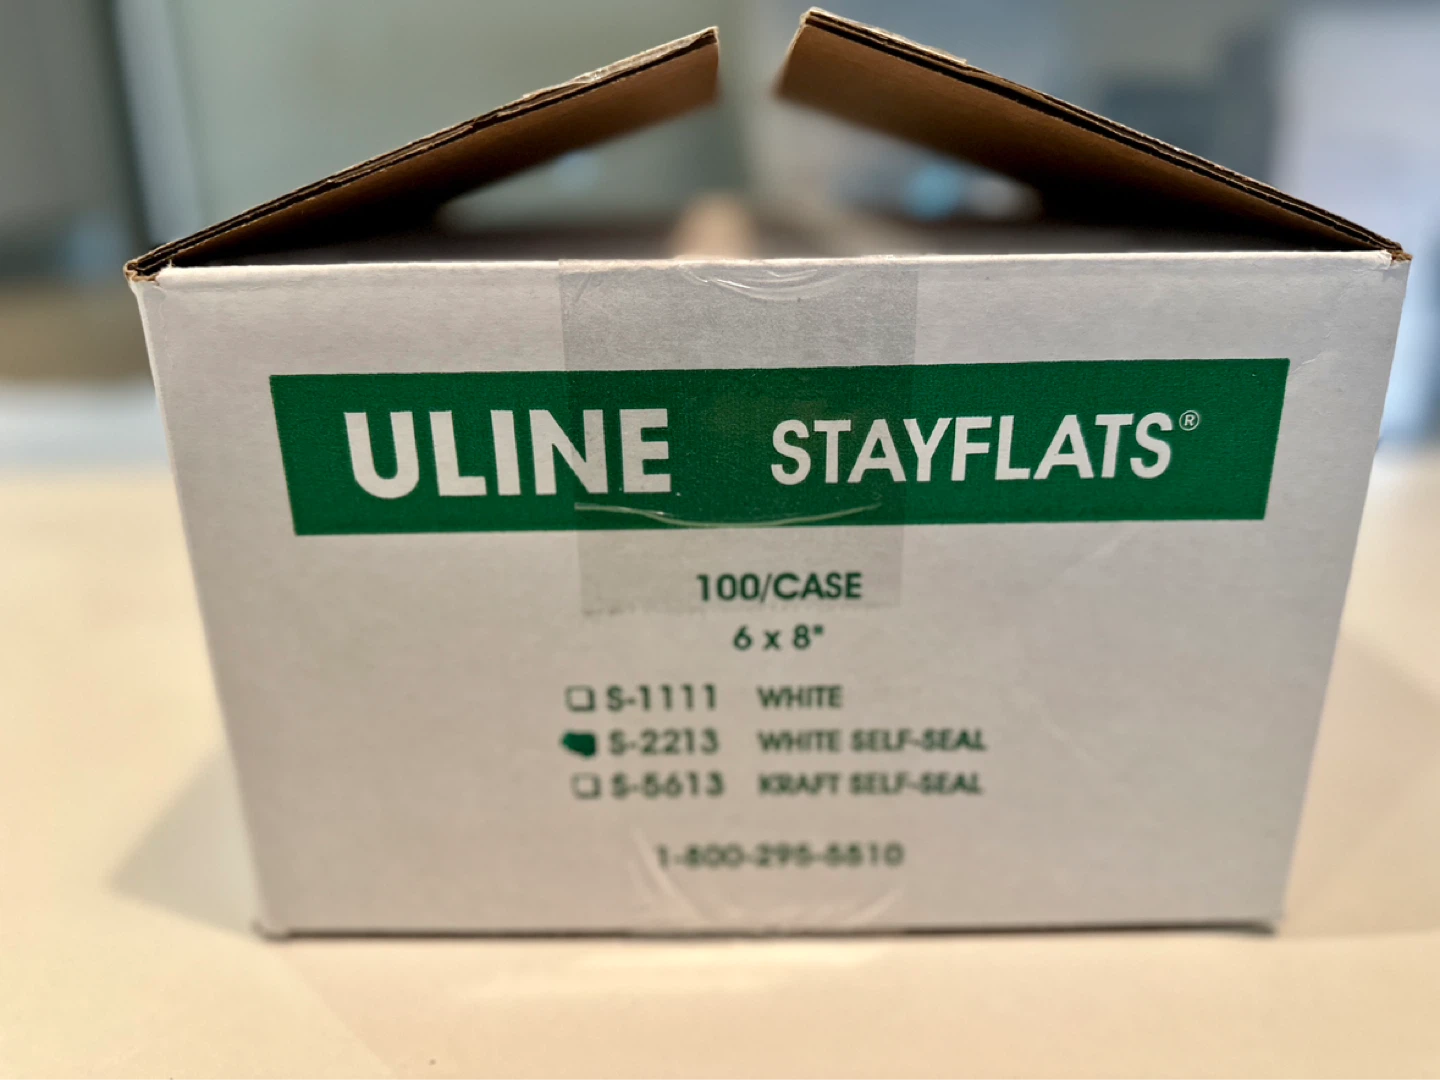 ULINE STAYFLATS®
100/CASE
6 x 8"
S-1111 WHITE
S-2213 WHITE SELF-SEAL
S-5613 KRAFT SELF-SEAL
1-800-295-5510